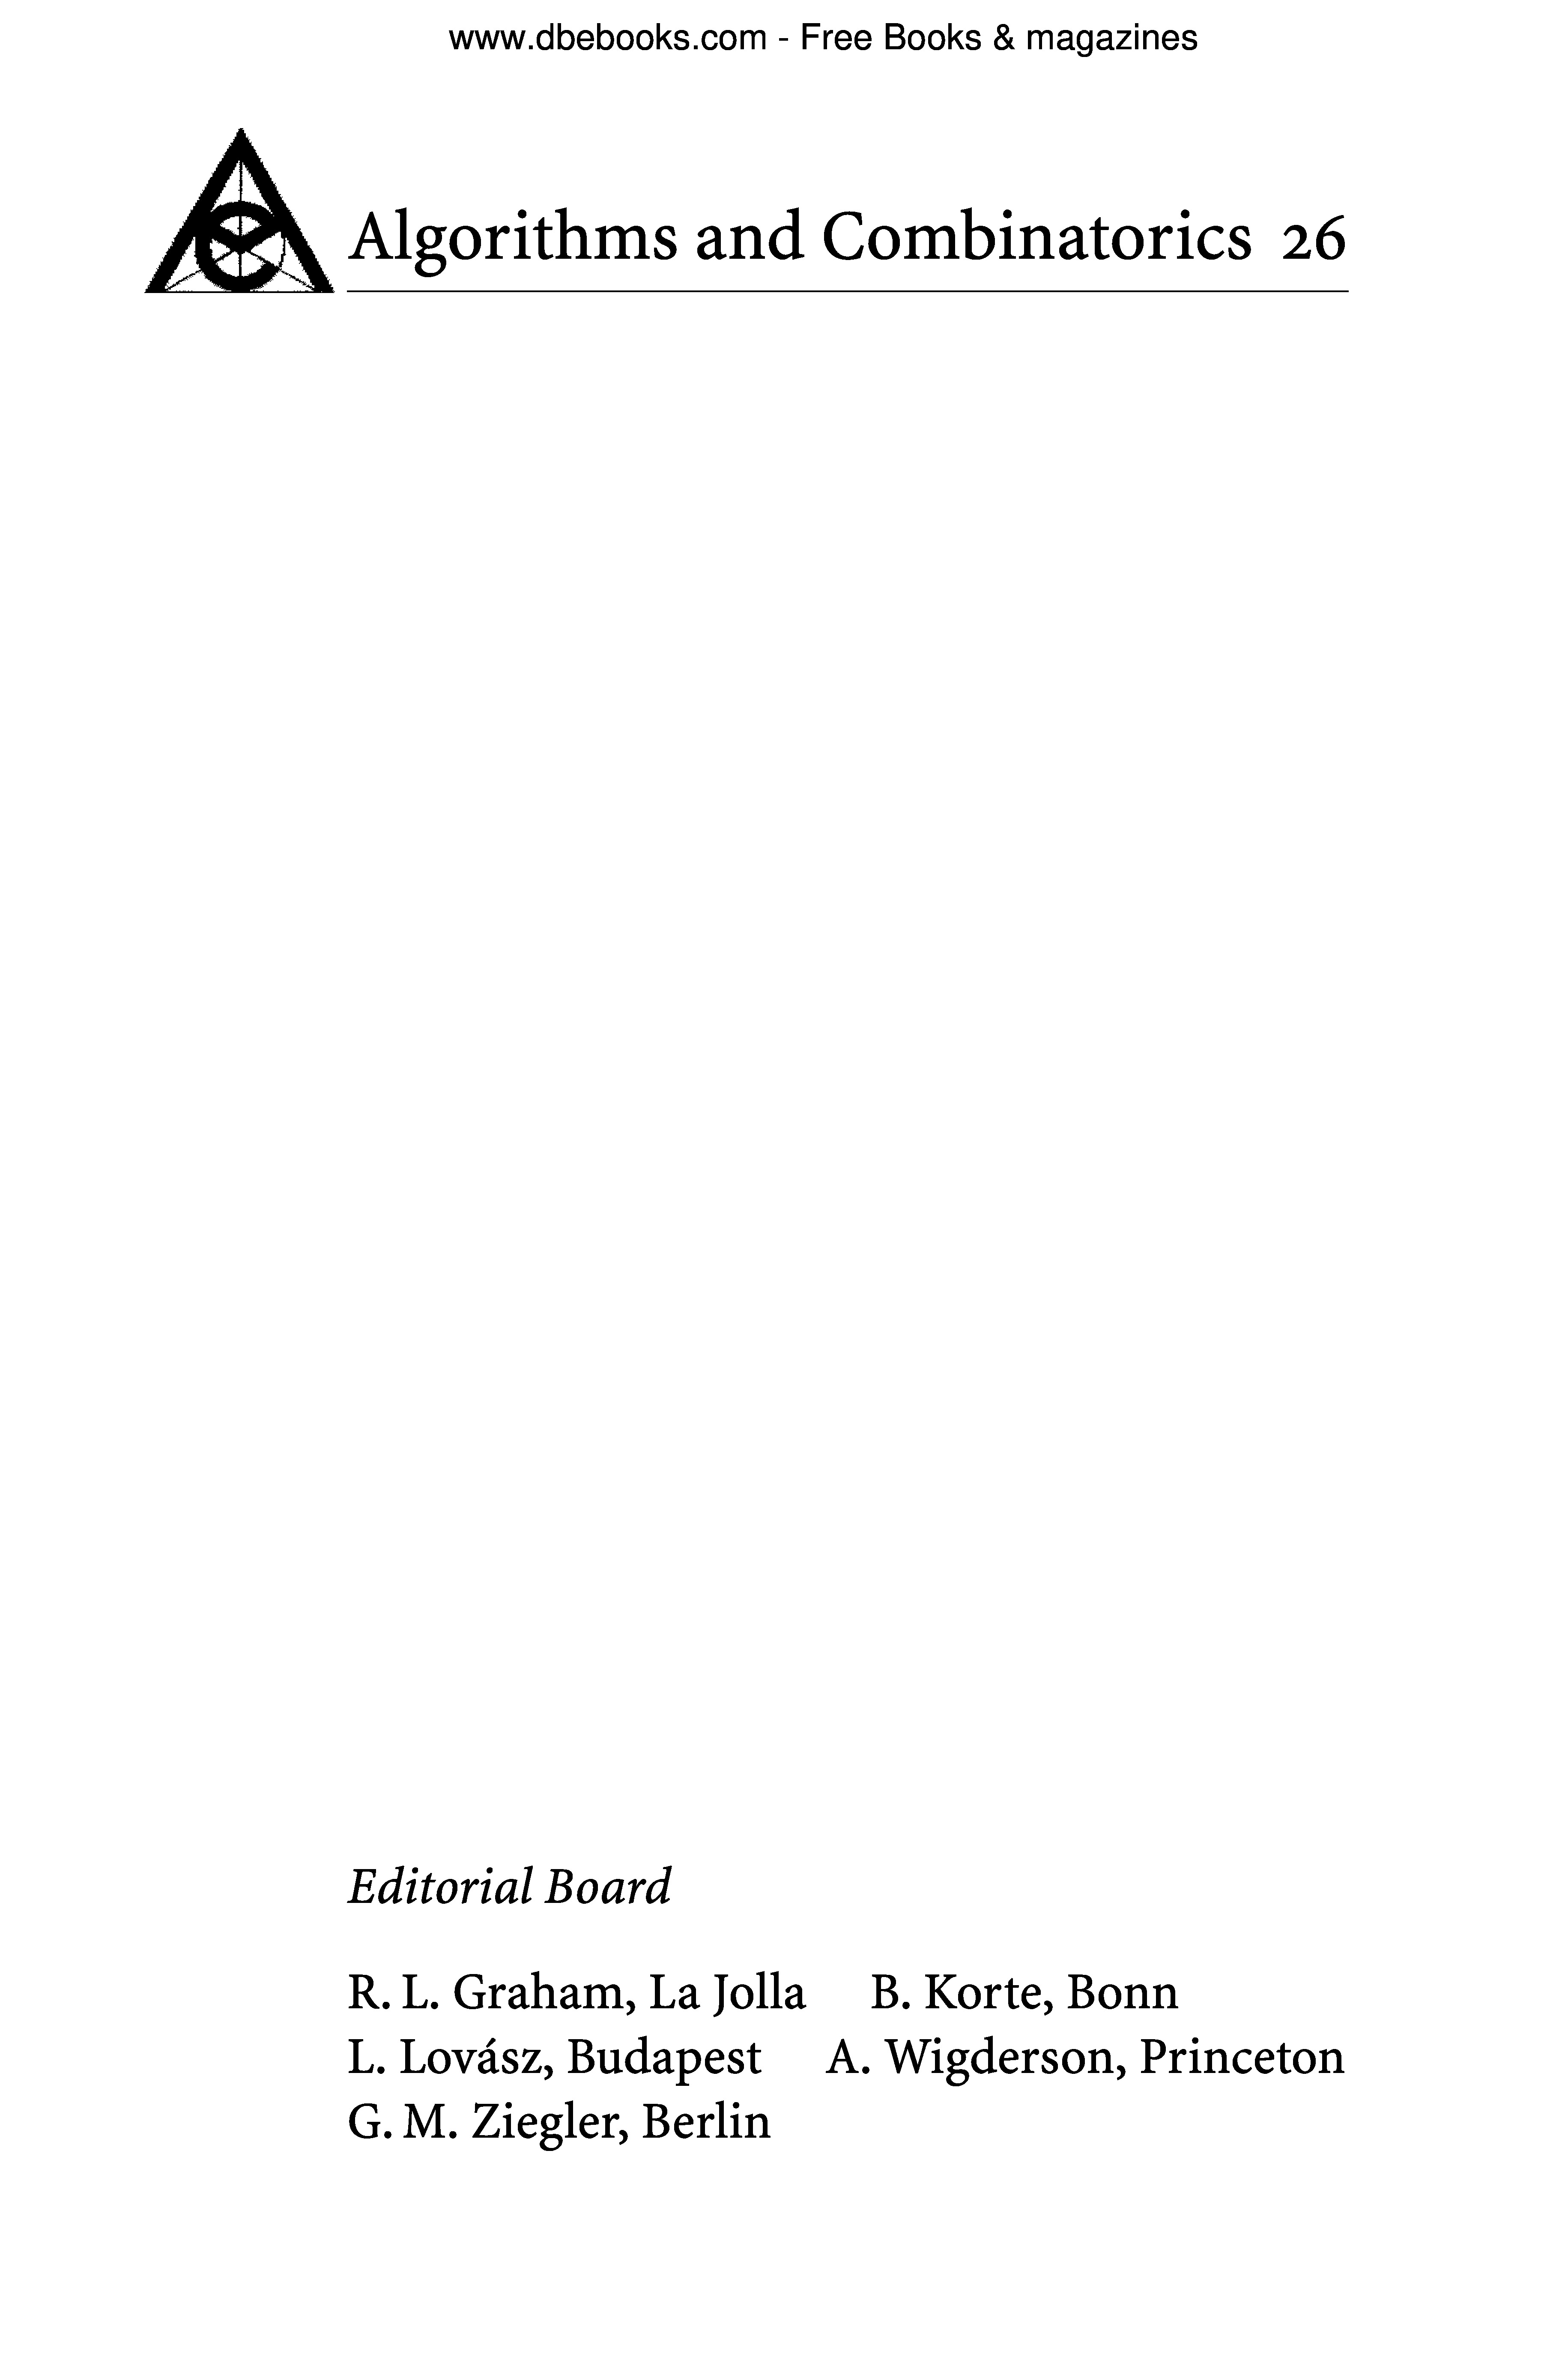 www.dbebooks.com - Free Books & magazines
Algorithms and Combinatorics 26
Editorial Board
R. L. Graham, La Jolla B. Korte, Bonn
L. Lovász, Budapest A. Wigderson, Princeton
G. M. Ziegler, Berlin